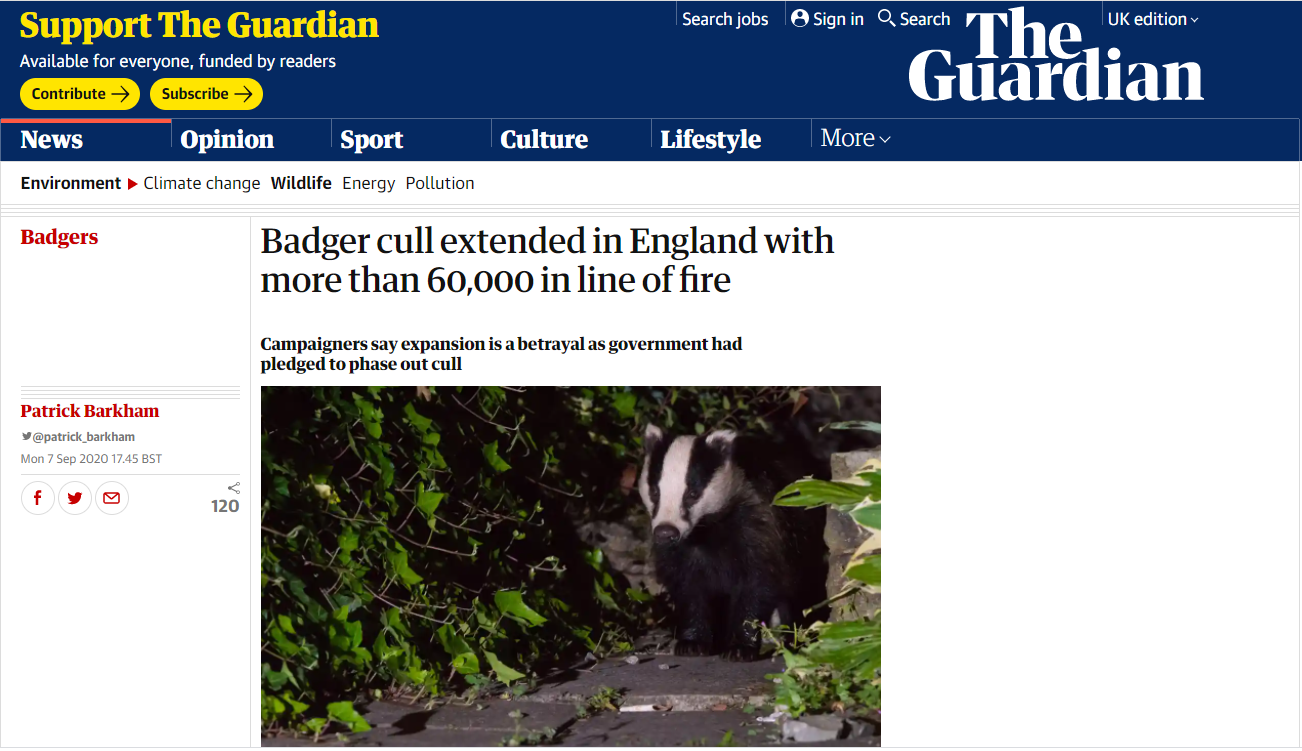 Support The Guardian
Available for everyone, funded by readers
Contribute
Subscribe
Search jobs
Sign in
Search
The
Guardian
UK edition
News
Opinion
Sport
Culture
Lifestyle
More
Environment
Climate change
Wildlife
Energy
Pollution
Badgers
Badger cull extended in England with
more than 60,000 in line of fire
Campaigners say expansion is a betrayal as government had
pledged to phase out cull
Patrick Barkham
@patrick_barkham
Mon 7 Sep 2020 17.45 BST
120